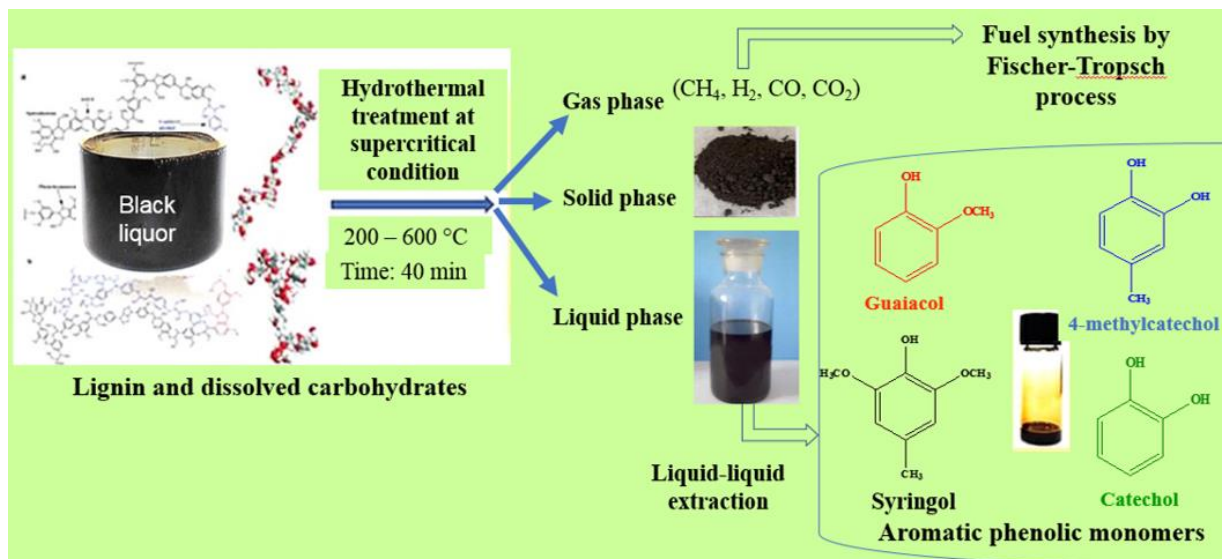 Black
liquor
Lignin and dissolved carbohydrates
Hydrothermal
treatment at
supercritical
condition
200 – 600 °C
Time: 40 min
Gas phase
(CH₄, H₂, CO, CO₂)
Fuel synthesis by
Fischer-Tropsch
process
Solid phase
Liquid phase
Liquid-liquid
extraction
OH
OCH₃
Guaiacol
OH
OH
CH₃
4-methylcatechol
OH
H₃CO
OCH₃
CH₃
Syringol
OH
OH
Catechol
Aromatic phenolic monomers